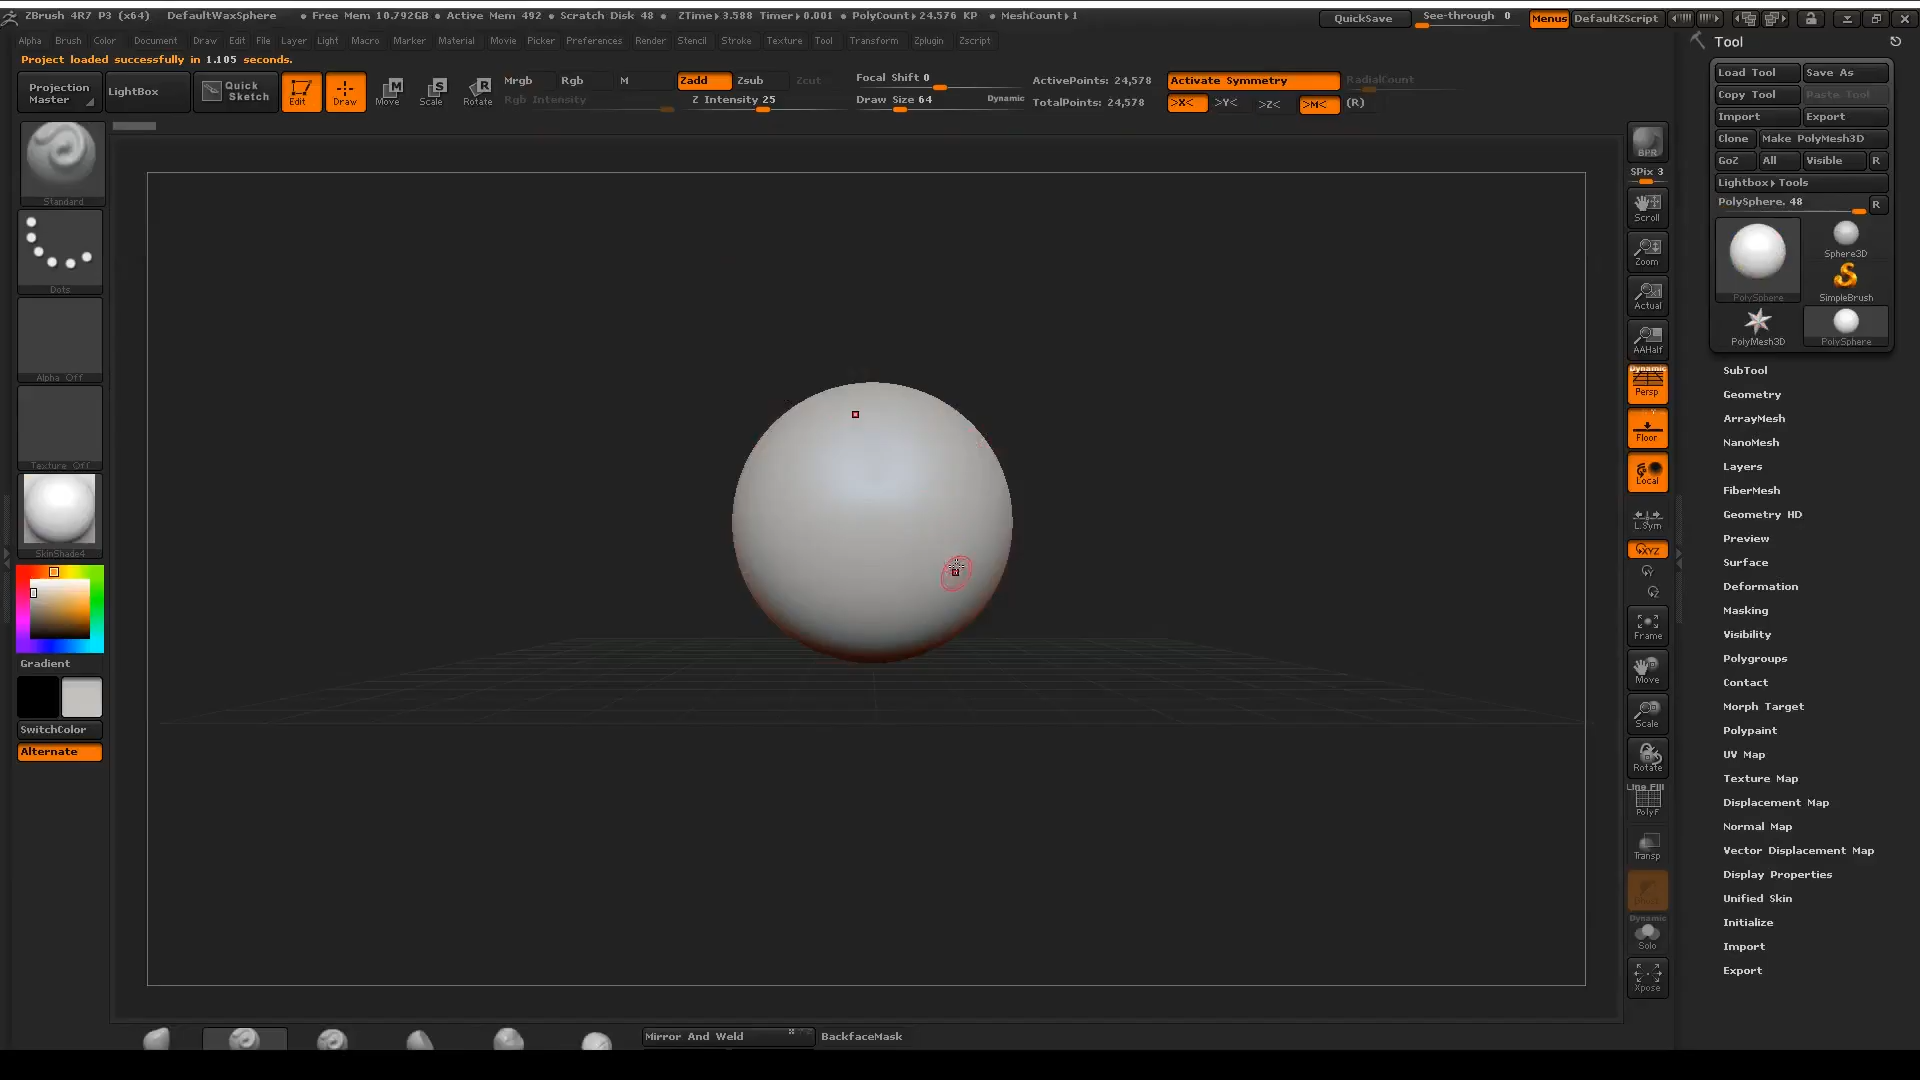 ZBrush 4R7 P3 (x64) DefaultWaxSphere ● Free Mem 10.792GB ● Active Mem 492 ● Scratch Disk 48 ● ZTime▸3.588 Timer▸0.001 ● PolyCount▸24.576 KP ● MeshCount▸1 QuickSave See-through 0 Menus DefaultZScript
Alpha Brush Color Document Draw Edit File Layer Light Macro Marker Material Movie Picker Preferences Render Stencil Stroke Texture Tool Transform Zplugin Zscript
Project loaded successfully in 1.105 seconds.
Projection Master
LightBox
Quick Sketch
Edit
Draw
Move
Scale
Rotate
Mrgb Rgb M
Rgb Intensity
Zadd Zsub Zcut
Z Intensity 25
Focal Shift 0
Draw Size 64 Dynamic
ActivePoints: 24,578
TotalPoints: 24,578
Activate Symmetry RadialCount
>X< >Y< >Z< >M< (R)
Standard
Dots
Alpha Off
Texture Off
SkinShade4
Gradient
SwitchColor
Alternate
BPR
SPix 3
Scroll
Zoom
Actual
AAHalf
Dynamic
Persp
Floor
Local
L.Sym
XYZ
Frame
Move
Scale
Rotate
Line Fill
PolyF
Transp
Dynamic
Solo
Xpose
Tool
Load Tool Save As
Copy Tool Paste Tool
Import Export
Clone Make PolyMesh3D
GoZ All Visible R
Lightbox▸Tools
PolySphere. 48 R
PolySphere
Sphere3D
SimpleBrush
PolyMesh3D
PolySphere
SubTool
Geometry
ArrayMesh
NanoMesh
Layers
FiberMesh
Geometry HD
Preview
Surface
Deformation
Masking
Visibility
Polygroups
Contact
Morph Target
Polypaint
UV Map
Texture Map
Displacement Map
Normal Map
Vector Displacement Map
Display Properties
Unified Skin
Initialize
Import
Export
Mirror And Weld
BackfaceMask